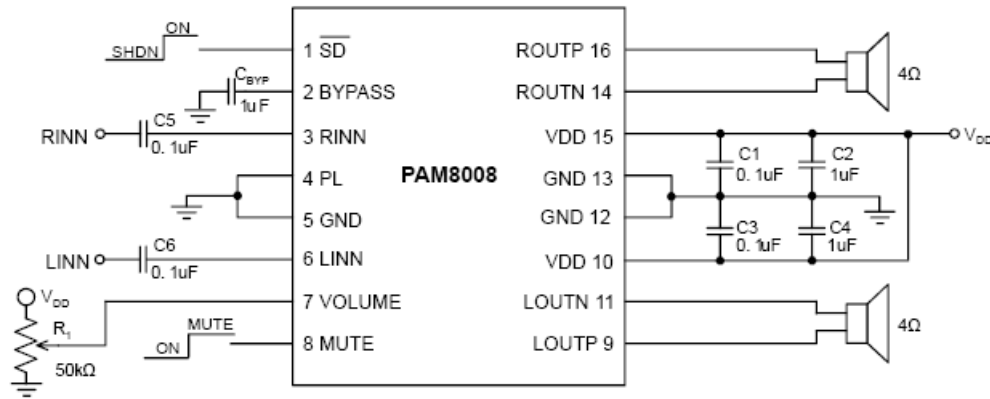 ON
SHDN
1 SD
CBYP
1uF
2 BYPASS
RINN
C5
0.1uF
3 RINN
4 PL
5 GND
LINN
C6
0.1uF
6 LINN
VDD
R1
50kΩ
7 VOLUME
MUTE
ON
8 MUTE
PAM8008
ROUTP 16
ROUTN 14
4Ω
VDD 15
VDD
C1
0.1uF
C2
1uF
GND 13
GND 12
C3
0.1uF
C4
1uF
VDD 10
LOUTN 11
LOUTP 9
4Ω